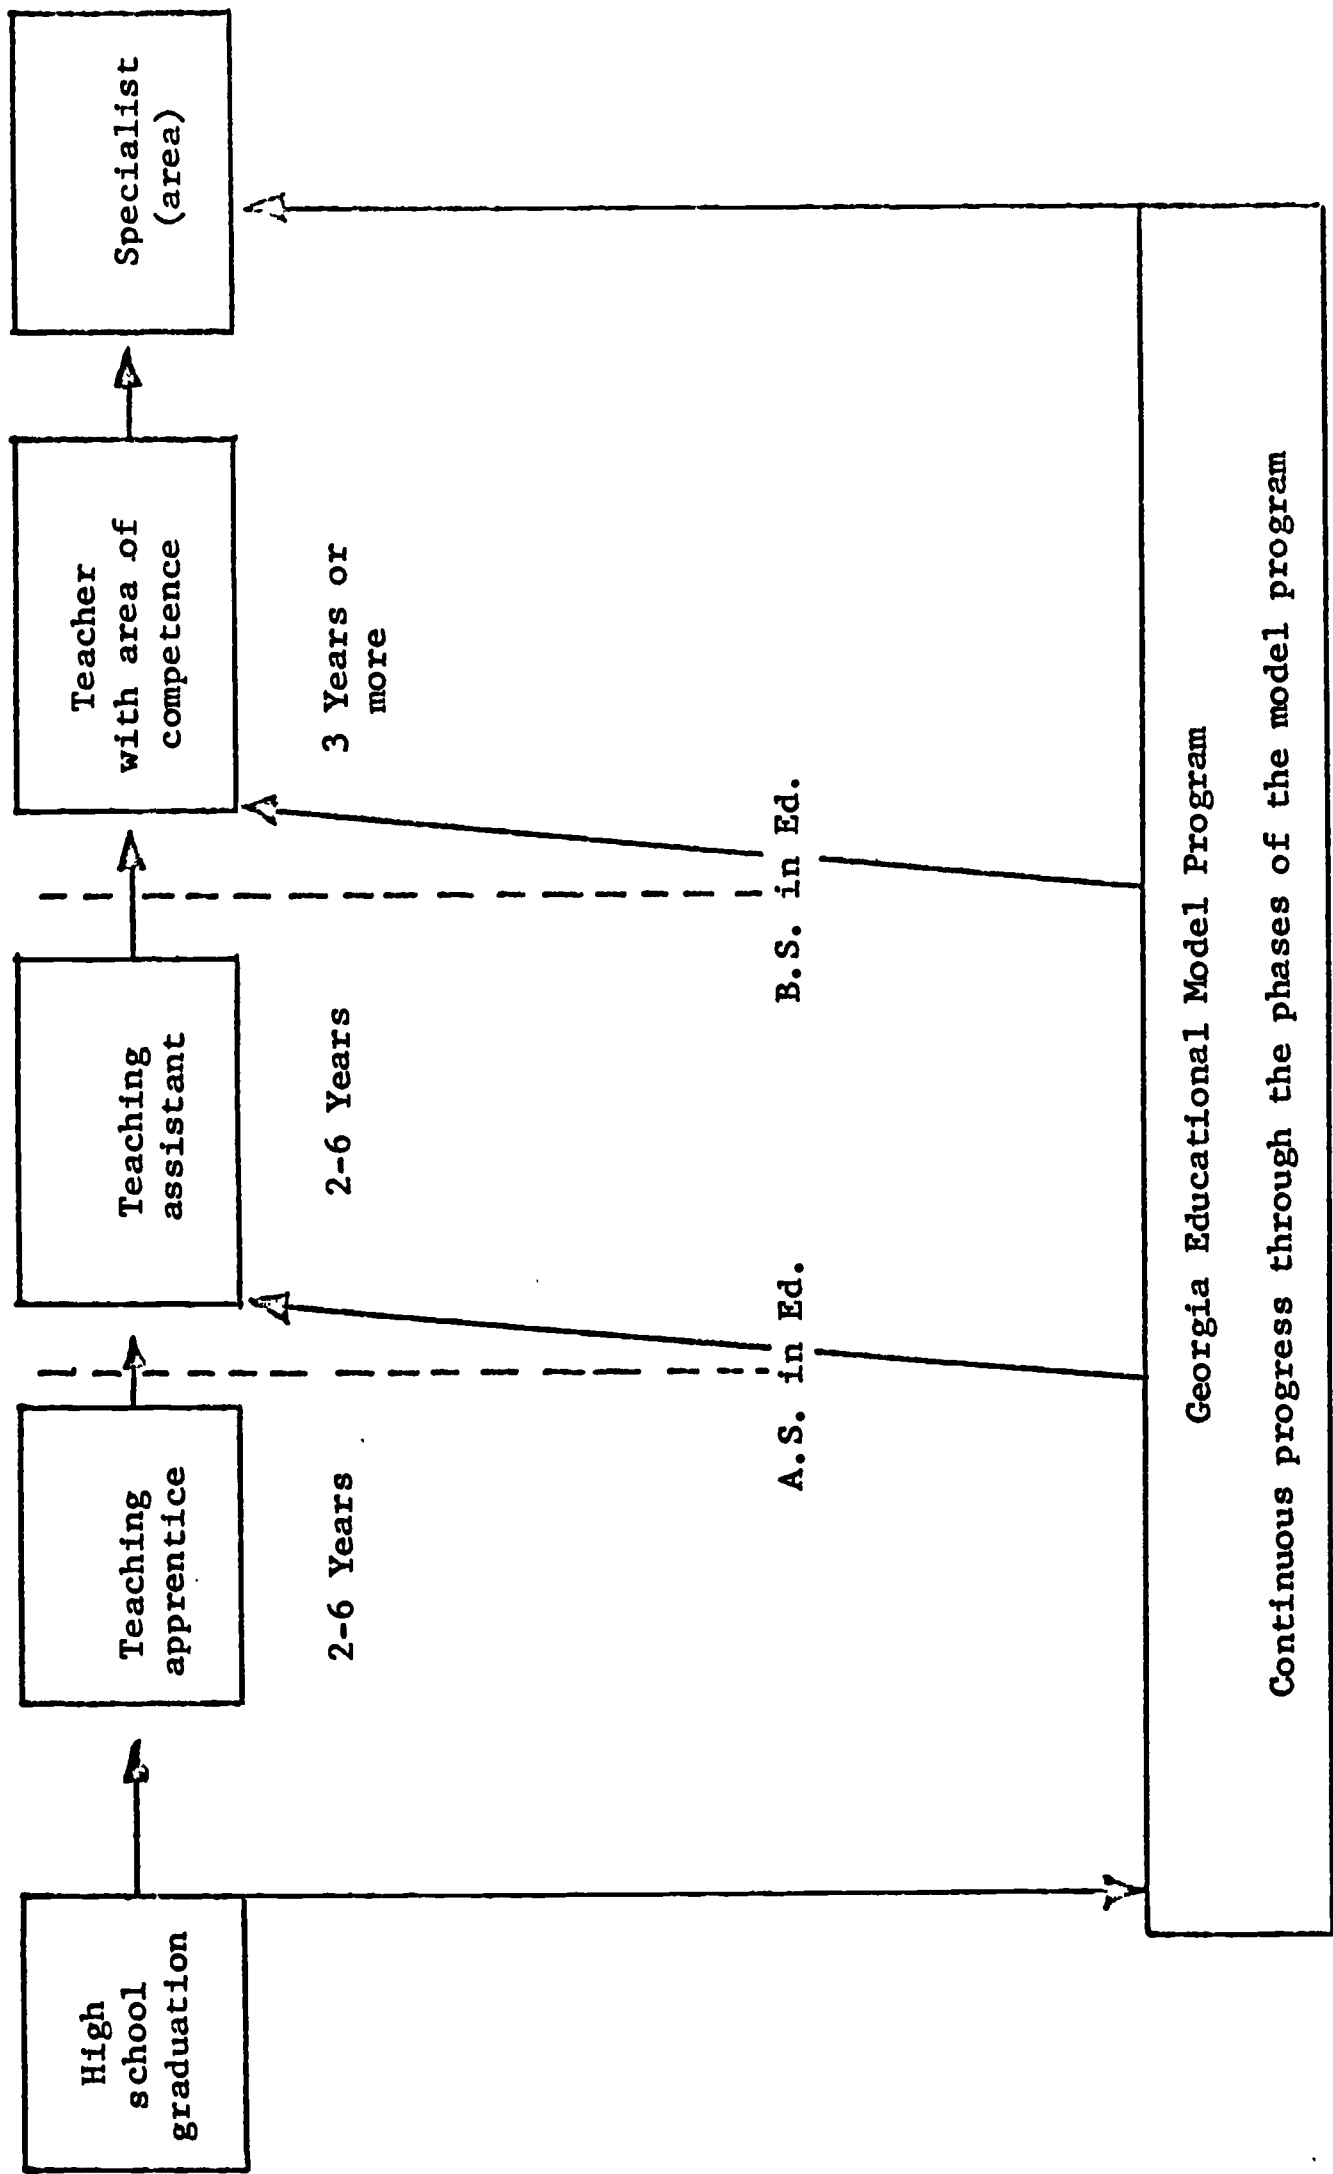 High
school
graduation
Teaching
apprentice
2-6 Years
Teaching
assistant
2-6 Years
Teacher
with area of
competence
3 Years or
more
Specialist
(area)
A.S. in Ed.
B.S. in Ed.
Georgia Educational Model Program
Continuous progress through the phases of the model program